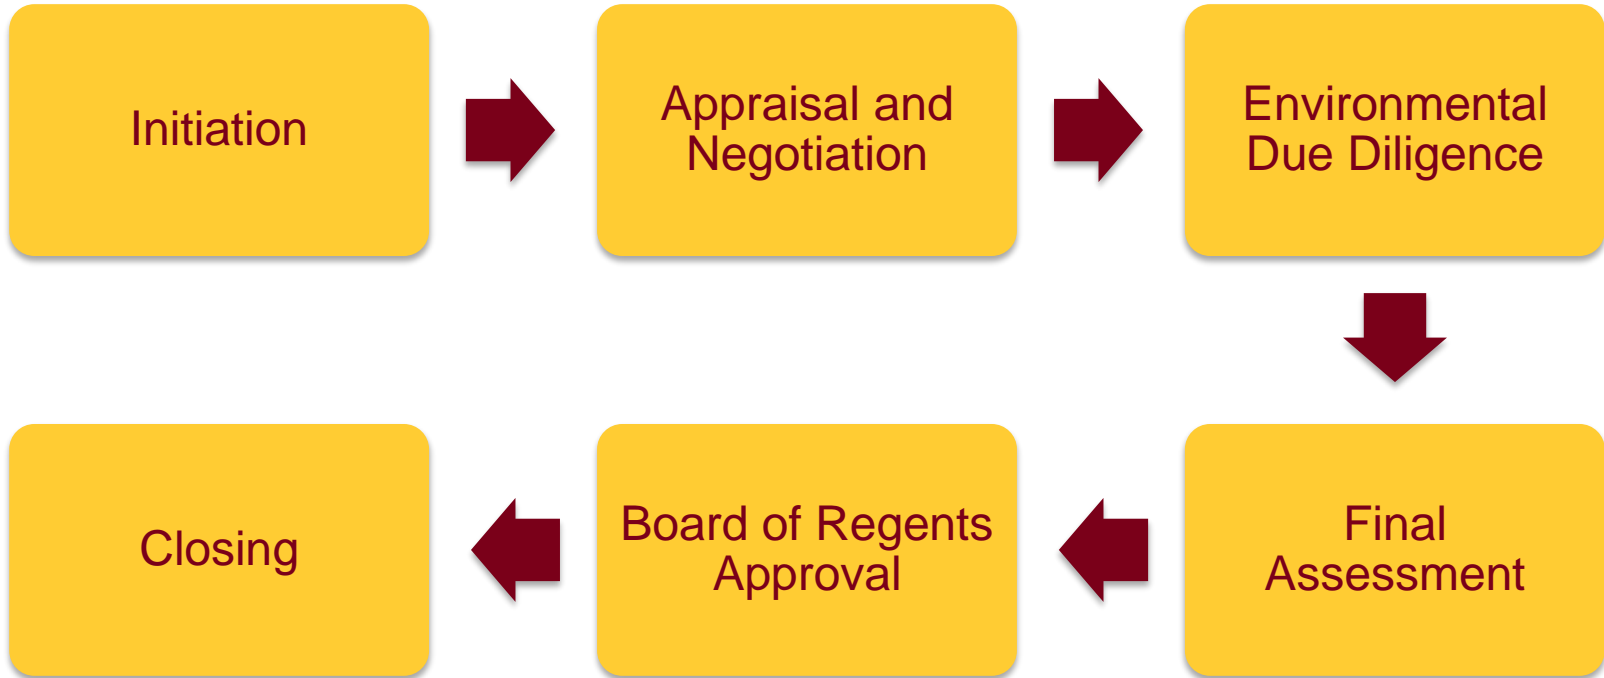 Initiation
Appraisal and
Negotiation
Environmental
Due Diligence
Final
Assessment
Board of Regents
Approval
Closing